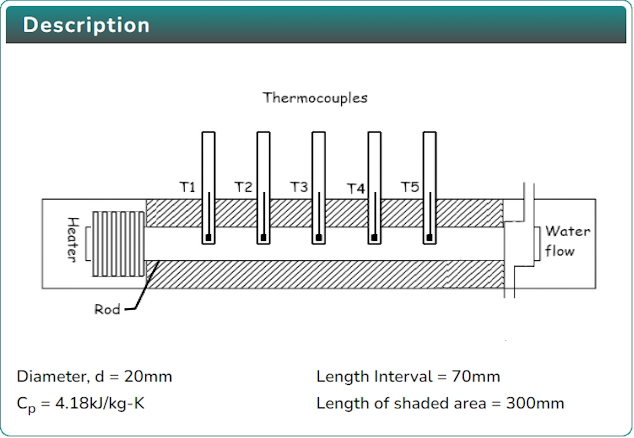 Description
Thermocouples
T1 T2 T3 T4 T5
Heater
Water
flow
Rod
Diameter, d = 20mm
Length Interval = 70mm
Cp = 4.18kJ/kg-K
Length of shaded area = 300mm